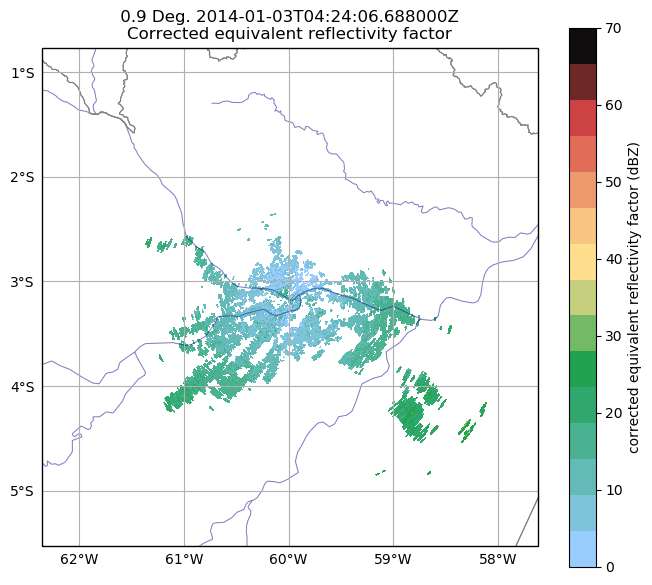 0.9 Deg. 2014-01-03T04:24:06.688000Z
Corrected equivalent reflectivity factor
1°S
2°S
3°S
4°S
5°S
62°W 61°W 60°W 59°W 58°W
70
60
50
40
30
20
10
0
corrected equivalent reflectivity factor (dBZ)